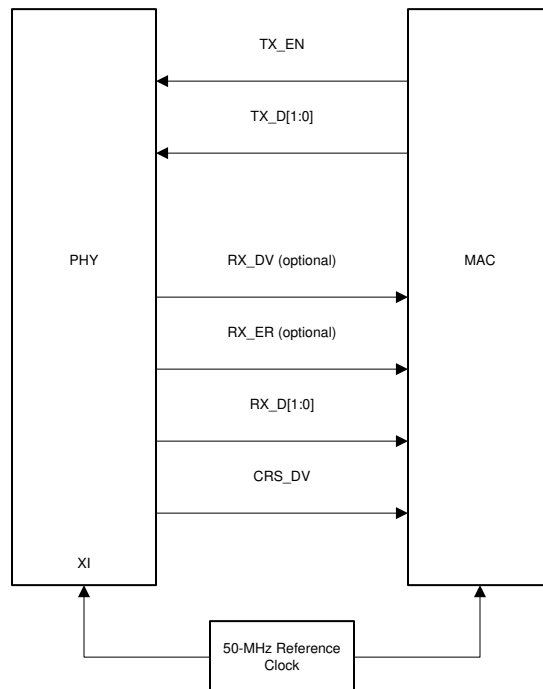 TX_EN
TX_D[1:0]
PHY
RX_DV (optional)
MAC
RX_ER (optional)
RX_D[1:0]
CRS_DV
XI
50-MHz Reference
Clock